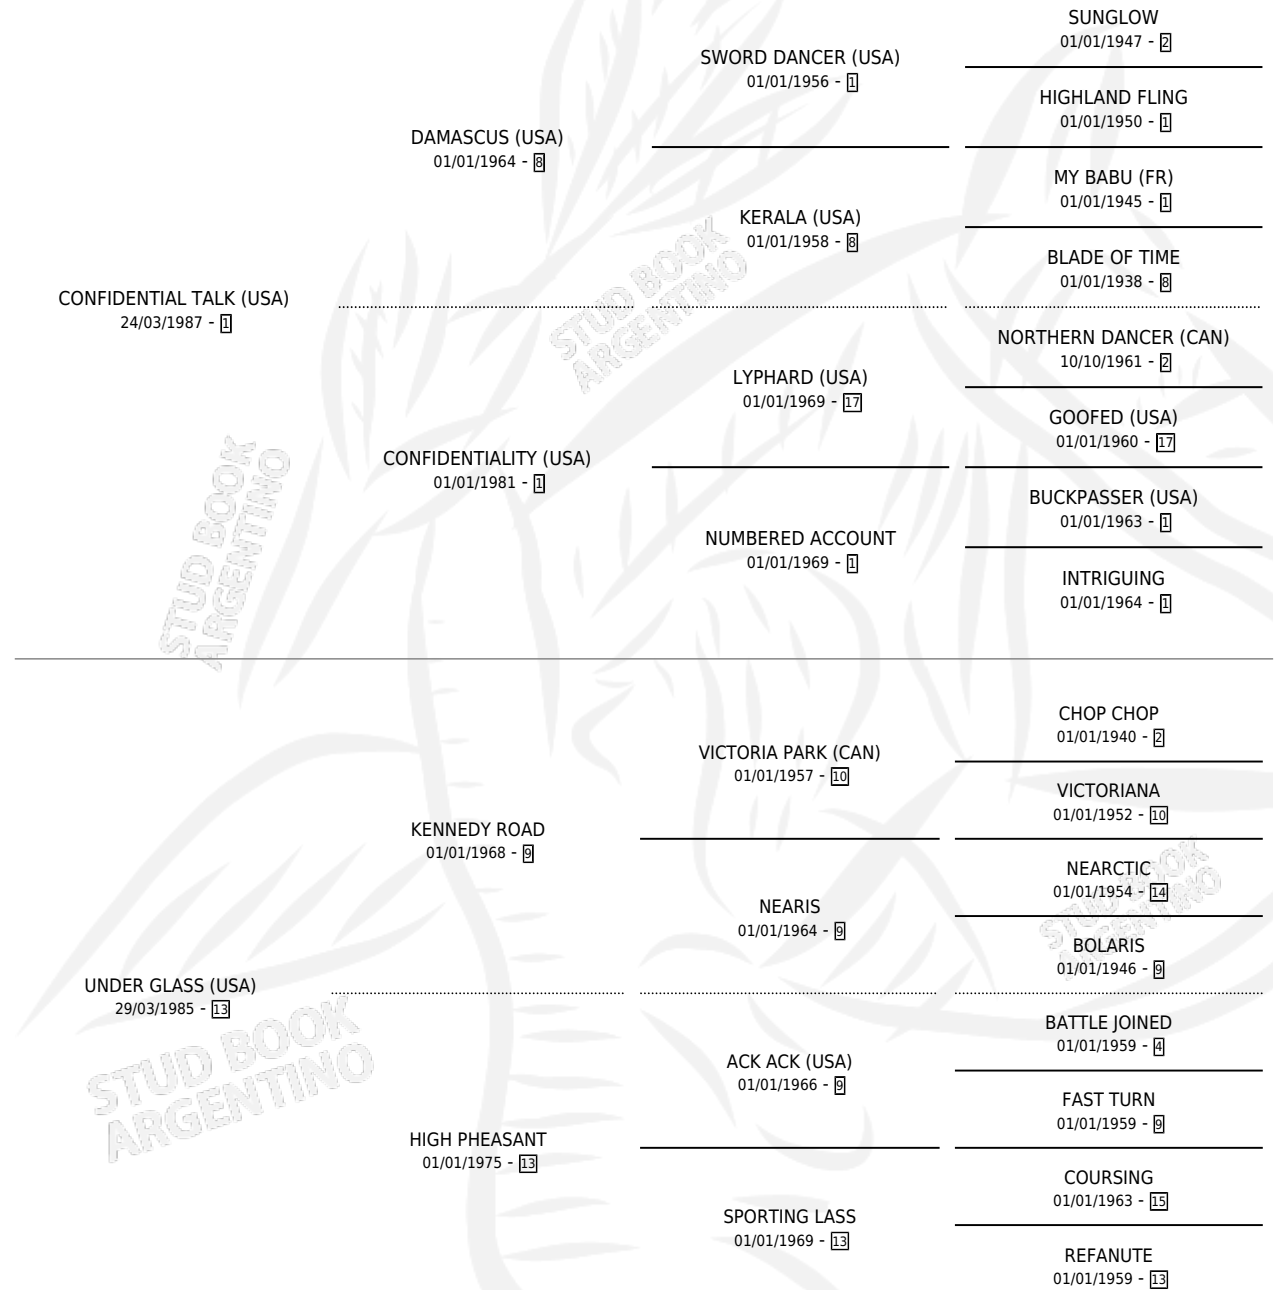 SUNGLOW
01/01/1947 - 2
SWORD DANCER (USA)
01/01/1956 - 1
HIGHLAND FLING
01/01/1950 - 1
DAMASCUS (USA)
01/01/1964 - 8
MY BABU (FR)
01/01/1945 - 1
KERALA (USA)
01/01/1958 - 8
BLADE OF TIME
01/01/1938 - 8
CONFIDENTIAL TALK (USA)
24/03/1987 - 1
NORTHERN DANCER (CAN)
10/10/1961 - 2
LYPHARD (USA)
01/01/1969 - 17
GOOFED (USA)
01/01/1960 - 17
CONFIDENTIALITY (USA)
01/01/1981 - 1
BUCKPASSER (USA)
01/01/1963 - 1
NUMBERED ACCOUNT
01/01/1969 - 1
INTRIGUING
01/01/1964 - 1
CHOP CHOP
01/01/1940 - 2
VICTORIA PARK (CAN)
01/01/1957 - 10
VICTORIANA
01/01/1952 - 10
KENNEDY ROAD
01/01/1968 - 9
NEARCTIC
01/01/1954 - 14
NEARIS
01/01/1964 - 9
BOLARIS
01/01/1946 - 9
UNDER GLASS (USA)
29/03/1985 - 13
BATTLE JOINED
01/01/1959 - 4
ACK ACK (USA)
01/01/1966 - 9
FAST TURN
01/01/1959 - 9
HIGH PHEASANT
01/01/1975 - 13
COURSING
01/01/1963 - 15
SPORTING LASS
01/01/1969 - 13
REFANUTE
01/01/1959 - 13
STUD BOOK
ARGENTINO
STUD BOOK
ARGENTINO
STUD BOOK
ARGENTINO
STUD BOOK
ARGENTINO